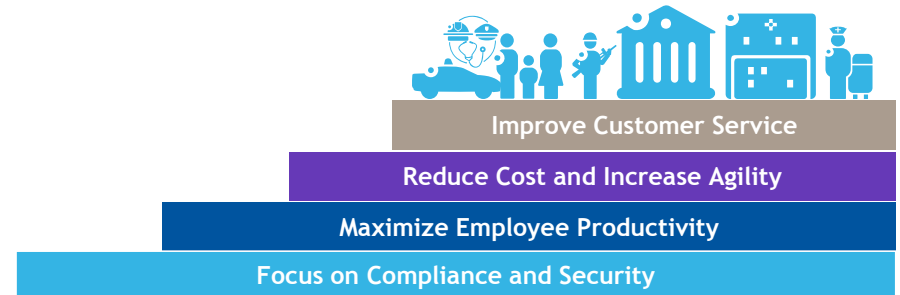 Improve Customer Service
Reduce Cost and Increase Agility
Maximize Employee Productivity
Focus on Compliance and Security